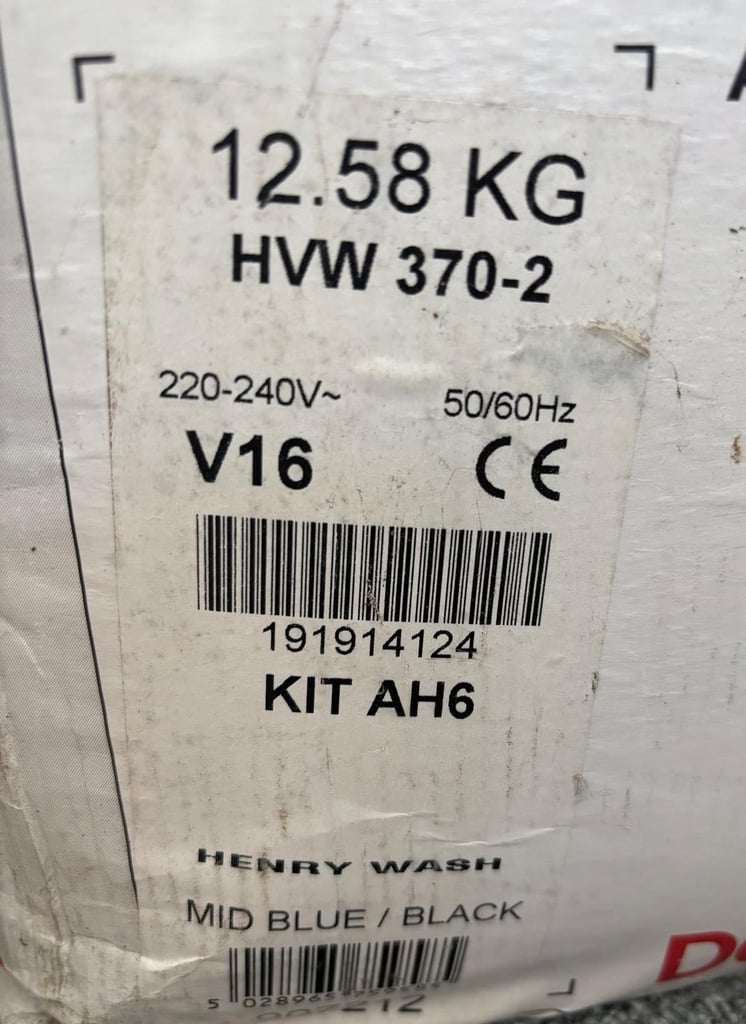 12.58 KG
HVW 370-2
220-240V~ 50/60Hz
V16 CE
191914124
KIT AH6
HENRY WASH
MID BLUE / BLACK